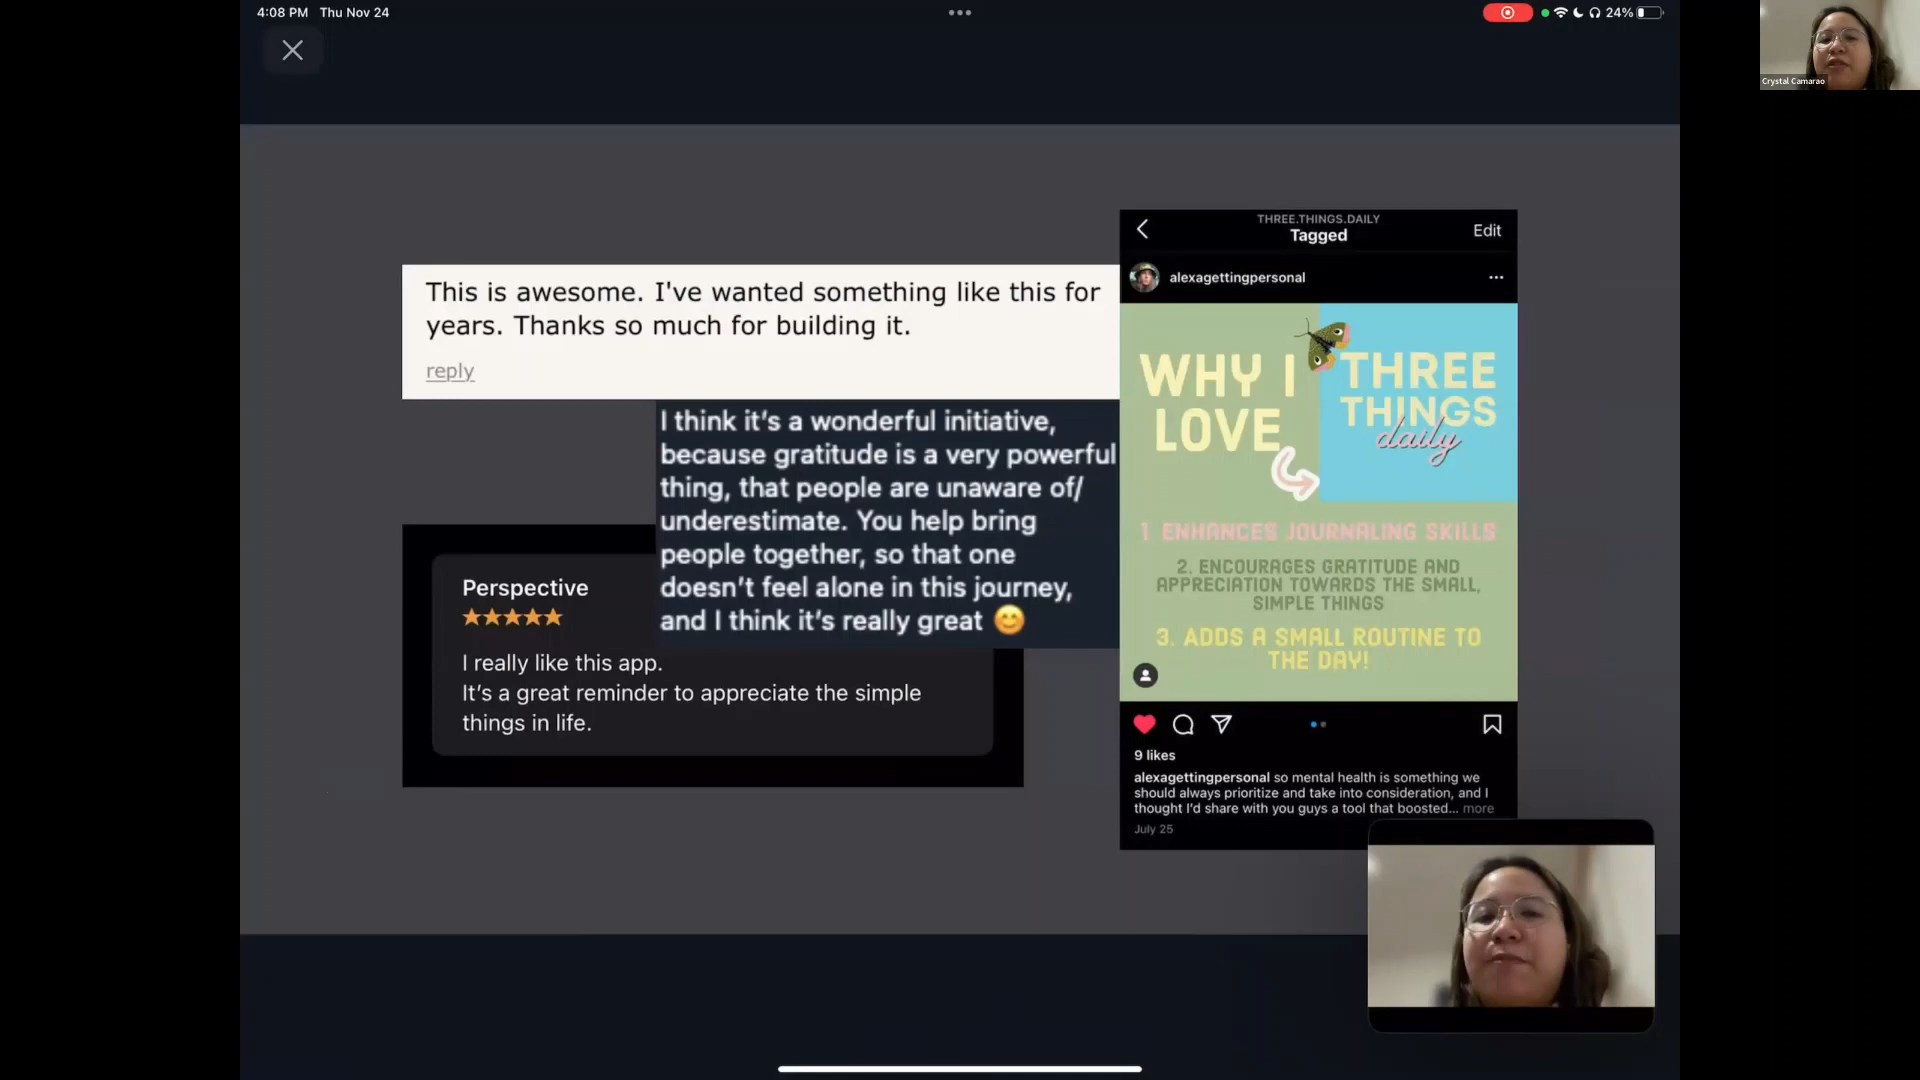 4:08 PM Thu Nov 24
24%
Crystal Camarao
This is awesome. I've wanted something like this for
years. Thanks so much for building it.
reply
I think it's a wonderful initiative,
because gratitude is a very powerful
thing, that people are unaware of/
underestimate. You help bring
people together, so that one
doesn't feel alone in this journey,
and I think it's really great 😊
Perspective
★★★★★
I really like this app.
It's a great reminder to appreciate the simple
things in life.
THREE.THINGS.DAILY
Tagged
Edit
alexagettingpersonal
WHY I
LOVE
THREE
THINGS
daily
1. ENHANCES JOURNALING SKILLS
2. ENCOURAGES GRATITUDE AND
APPRECIATION TOWARDS THE SMALL,
SIMPLE THINGS
3. ADDS A SMALL ROUTINE TO
THE DAY!
9 likes
alexagettingpersonal so mental health is something we
should always prioritize and take into consideration, and I
thought I'd share with you guys a tool that boosted... more
July 25